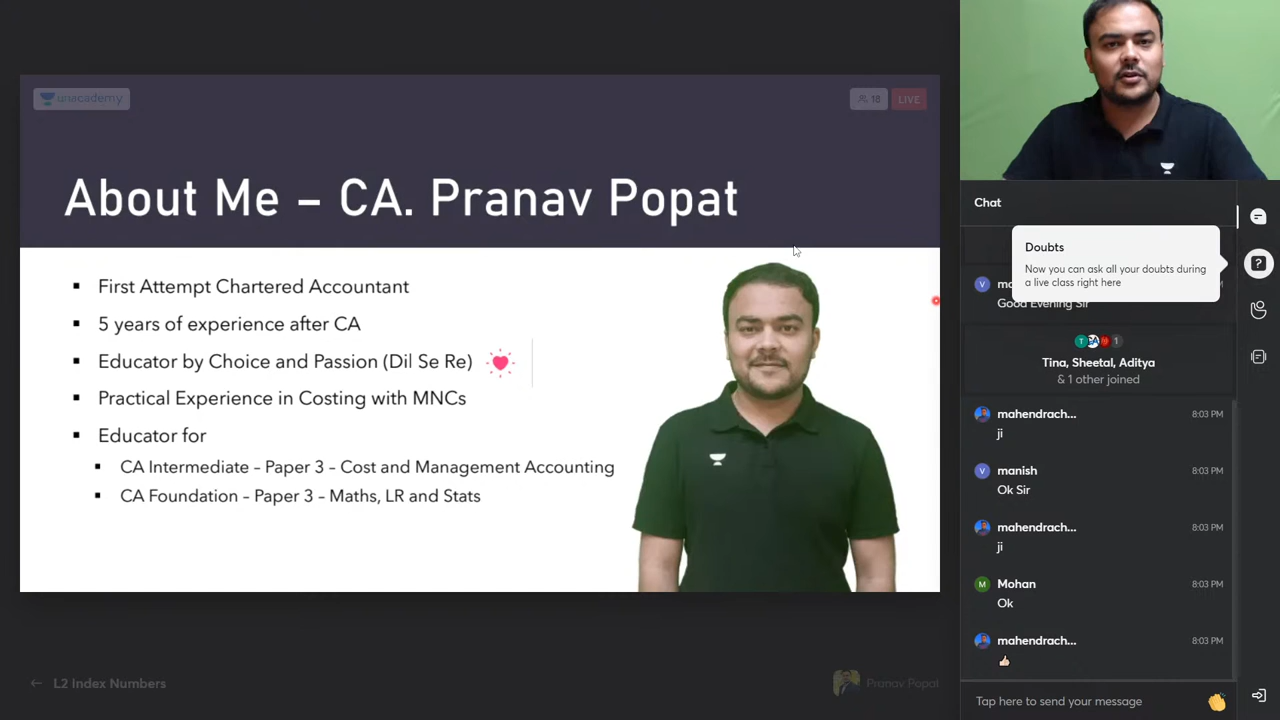 unacademy
18
LIVE
About Me – CA. Pranav Popat
▪ First Attempt Chartered Accountant
▪ 5 years of experience after CA
▪ Educator by Choice and Passion (Dil Se Re)
▪ Practical Experience in Costing with MNCs
▪ Educator for
▪ CA Intermediate – Paper 3 – Cost and Management Accounting
▪ CA Foundation – Paper 3 – Maths, LR and Stats
← L2 Index Numbers
Pranav Popat
Chat
Doubts
Now you can ask all your doubts during
a live class right here
V
Good Evening Sir
T
1
Tina, Sheetal, Aditya
& 1 other joined
mahendrach... 8:03 PM
ji
V manish 8:03 PM
Ok Sir
mahendrach... 8:03 PM
ji
M Mohan 8:03 PM
Ok
mahendrach... 8:03 PM
👍🏻
Tap here to send your message